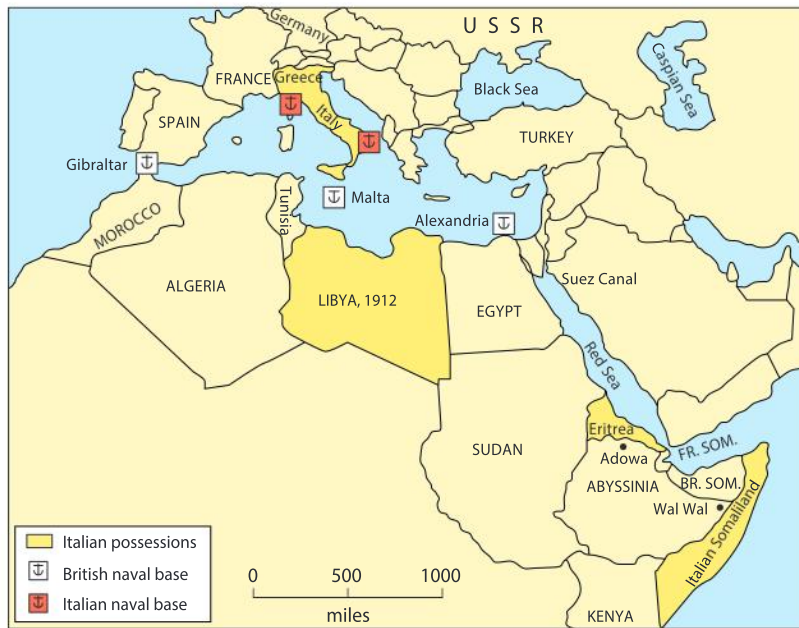 USSR
Germany
Caspian Sea
FRANCE
Greece
Black Sea
Italy
SPAIN
TURKEY
Gibraltar
Malta
Alexandria
Tunisia
MOROCCO
Suez Canal
ALGERIA
LIBYA, 1912
EGYPT
Red Sea
Eritrea
SUDAN
Adowa
FR. SOM.
ABYSSINIA
BR. SOM.
Wal Wal
Italian Somaliland
Italian possessions
British naval base
Italian naval base
0 500 1000
miles
KENYA